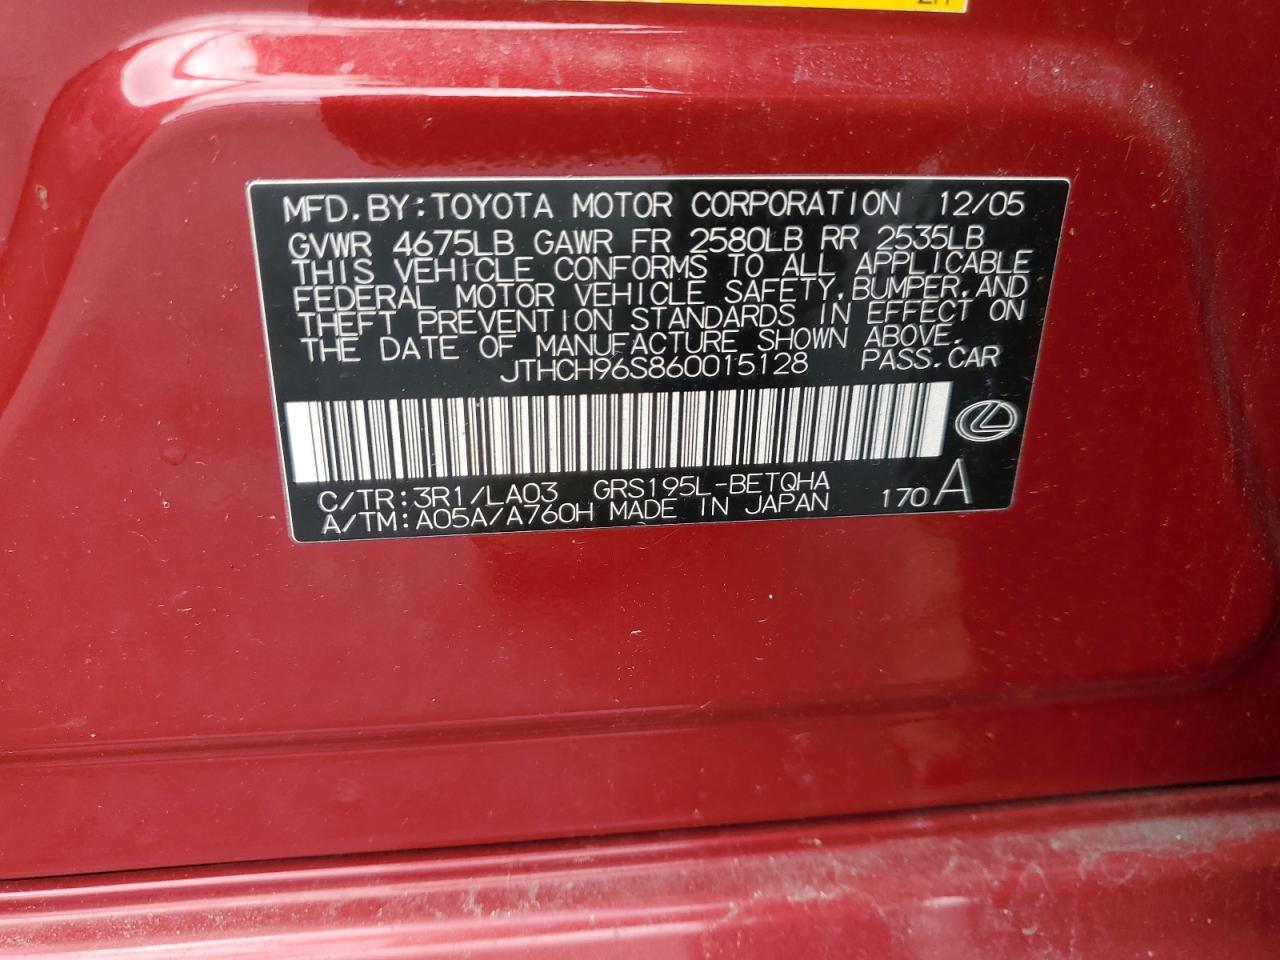 MFD.BY:TOYOTA MOTOR CORPORATION 12/05
GVWR 4675LB GAWR FR 2580LB RR 2535LB
THIS VEHICLE CONFORMS TO ALL APPLICABLE
FEDERAL MOTOR VEHICLE SAFETY,BUMPER,AND
THEFT PREVENTION STANDARDS IN EFFECT ON
THE DATE OF MANUFACTURE SHOWN ABOVE.
JTHCH96S860015128 PASS.CAR
C/TR:3R1/LA03 GRS195L-BETQHA
A/TM:A05A/A760H MADE IN JAPAN 170 A